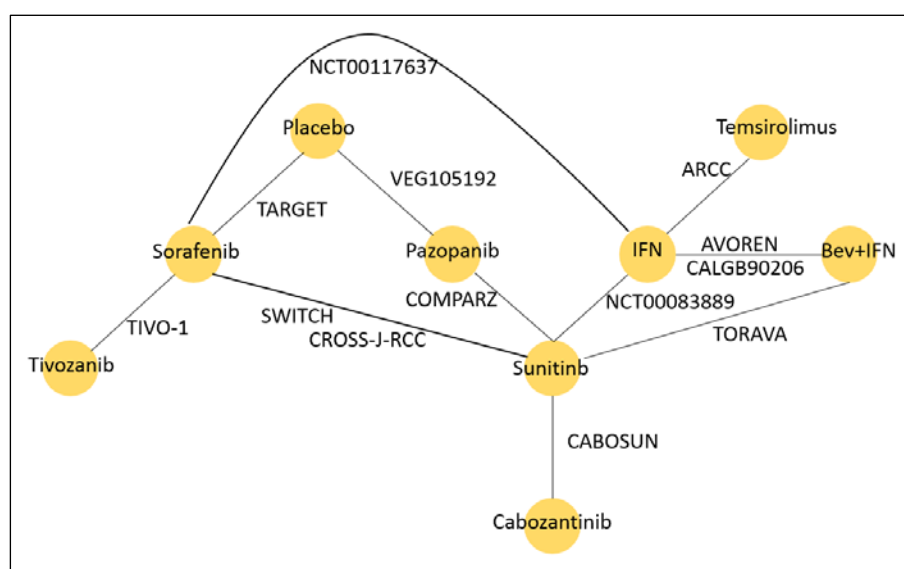 NCT00117637
Placebo
Temsirolimus
VEG105192
ARCC
TARGET
Sorafenib
Pazopanib
IFN
AVOREN
Bev+IFN
CALGB90206
COMPARZ
NCT00083889
SWITCH
TIVO-1
CROSS-J-RCC
TORAVA
Tivozanib
Sunitinb
CABOSUN
Cabozantinib